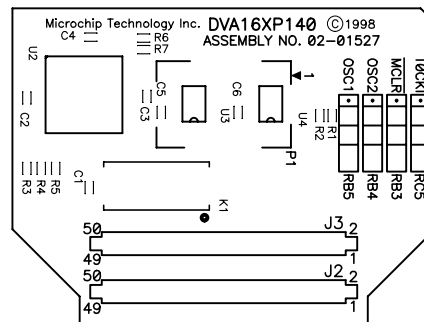 Microchip Technology Inc. DVA16XP140 ©1998
ASSEMBLY NO. 02-01527
C4
R6
R7
U2
1
C2
C5
C3
C6
U3
U4
R1
R2
OSC1
OSC2
MCLR
T0CKI
RB5
RB4
RB3
RC5
P1
R3
R4
R5
C1
K1
50
J3
2
49
1
50
J2
2
49
1